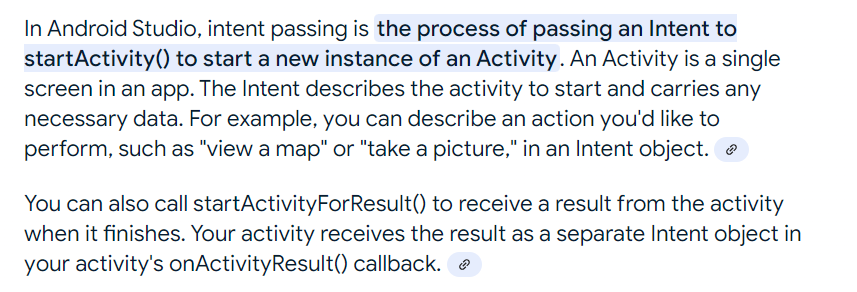 In Android Studio, intent passing is the process of passing an Intent to
startActivity() to start a new instance of an Activity. An Activity is a single
screen in an app. The Intent describes the activity to start and carries any
necessary data. For example, you can describe an action you'd like to
perform, such as "view a map" or "take a picture," in an Intent object.
You can also call startActivityForResult() to receive a result from the activity
when it finishes. Your activity receives the result as a separate Intent object in
your activity's onActivityResult() callback.